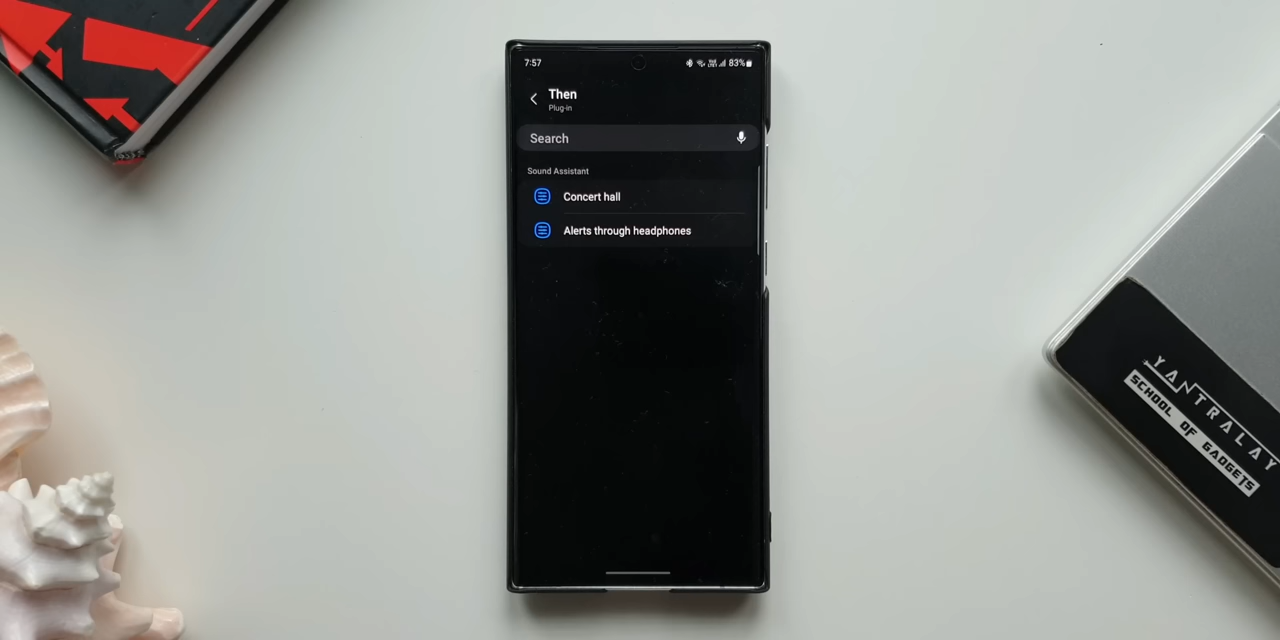 7:57
83%
Then
Plug-in
Search
Sound Assistant
Concert hall
Alerts through headphones
YANTRALAY
SCHOOL OF GADGETS